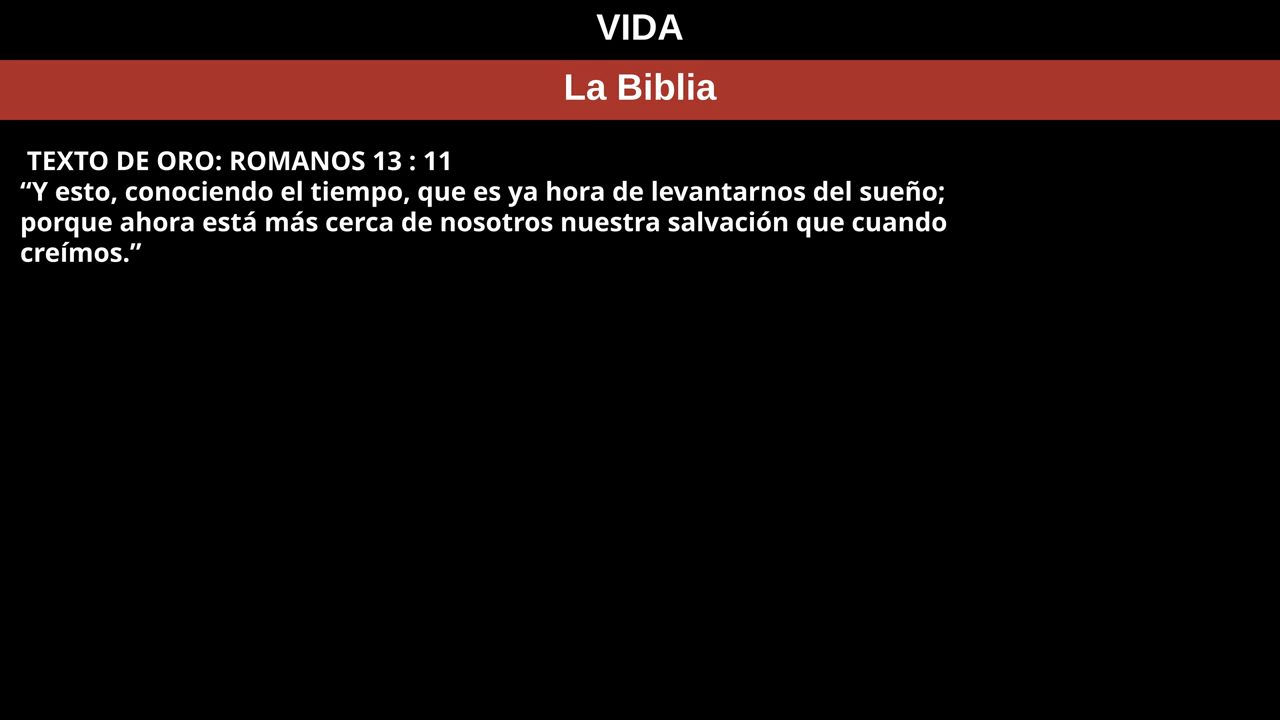 VIDA
La Biblia
TEXTO DE ORO: ROMANOS 13 : 11
“Y esto, conociendo el tiempo, que es ya hora de levantarnos del sueño;
porque ahora está más cerca de nosotros nuestra salvación que cuando
creímos.”